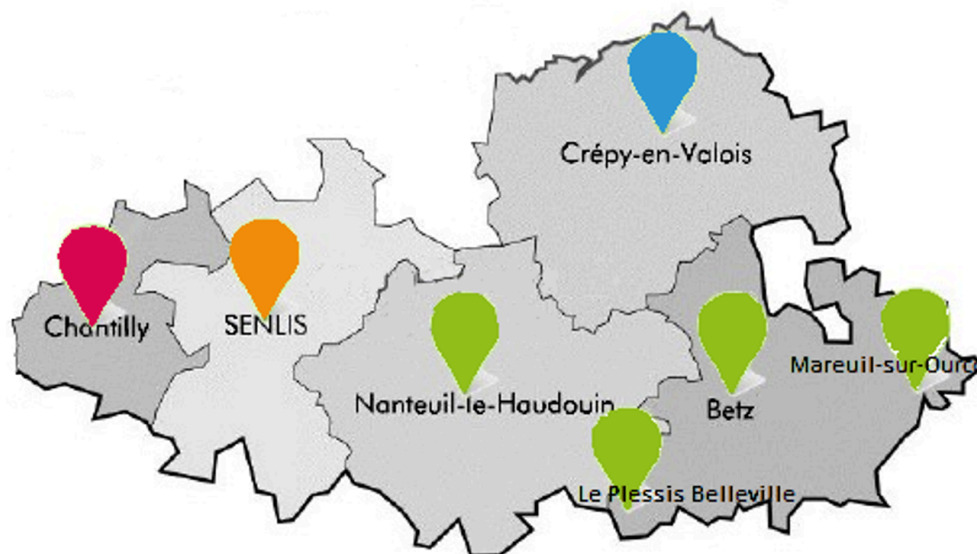 Crépy-en-Valois
Chantilly
SENLIS
Mareuil-sur-Ourc
Nanteuil-le-Haudouin
Betz
Le Plessis Belleville